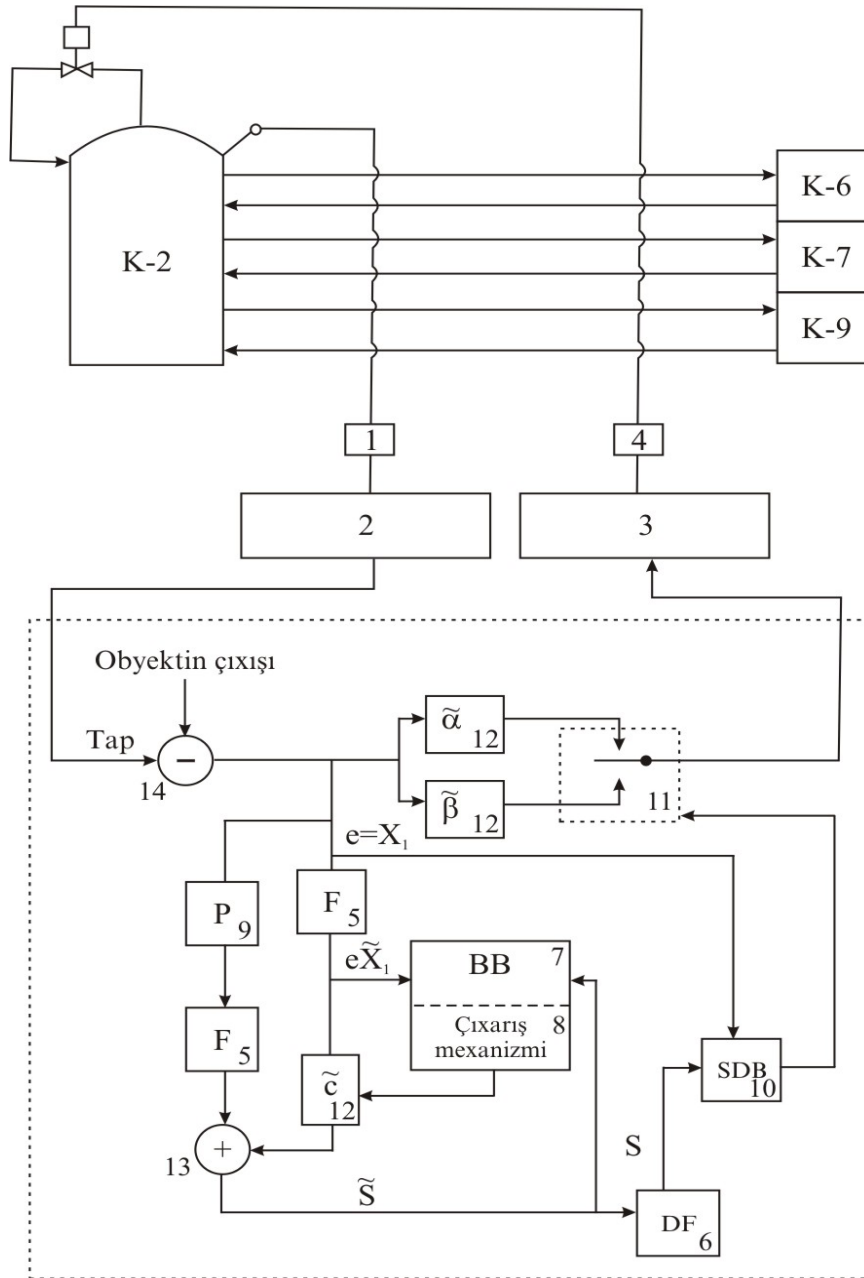 K-2
K-6
K-7
K-9
1
4
2
3
Obyektin çıxışı
Tap
−
14
α̃ 12
β̃ 12
11
e=X₁
P 9
F 5
eX̃₁
BB 7
Çıxarış 8
mexanizmi
F 5
c̃ 12
SDB 10
+
13
S
S̃
DF 6